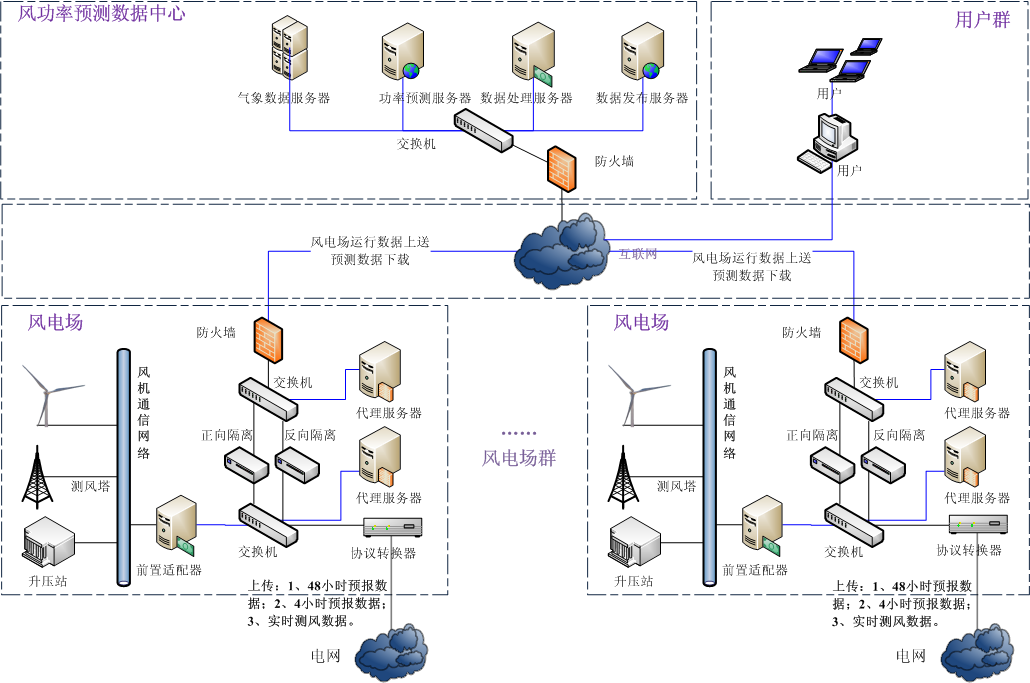 风功率预测数据中心
用户群
气象数据服务器
功率预测服务器
数据处理服务器
数据发布服务器
交换机
防火墙
用户
用户
互联网
风电场运行数据上送
预测数据下载
风电场运行数据上送
预测数据下载
风电场
防火墙
交换机
代理服务器
风机通信网络
正向隔离
反向隔离
测风塔
代理服务器
升压站
前置适配器
交换机
协议转换器
上传：1、48小时预报数
据；2、4小时预报数据；
3、实时测风数据。
电网
……
风电场群
风电场
防火墙
交换机
代理服务器
风机通信网络
正向隔离
反向隔离
测风塔
代理服务器
升压站
前置适配器
交换机
协议转换器
上传：1、48小时预报数
据；2、4小时预报数据；
3、实时测风数据。
电网